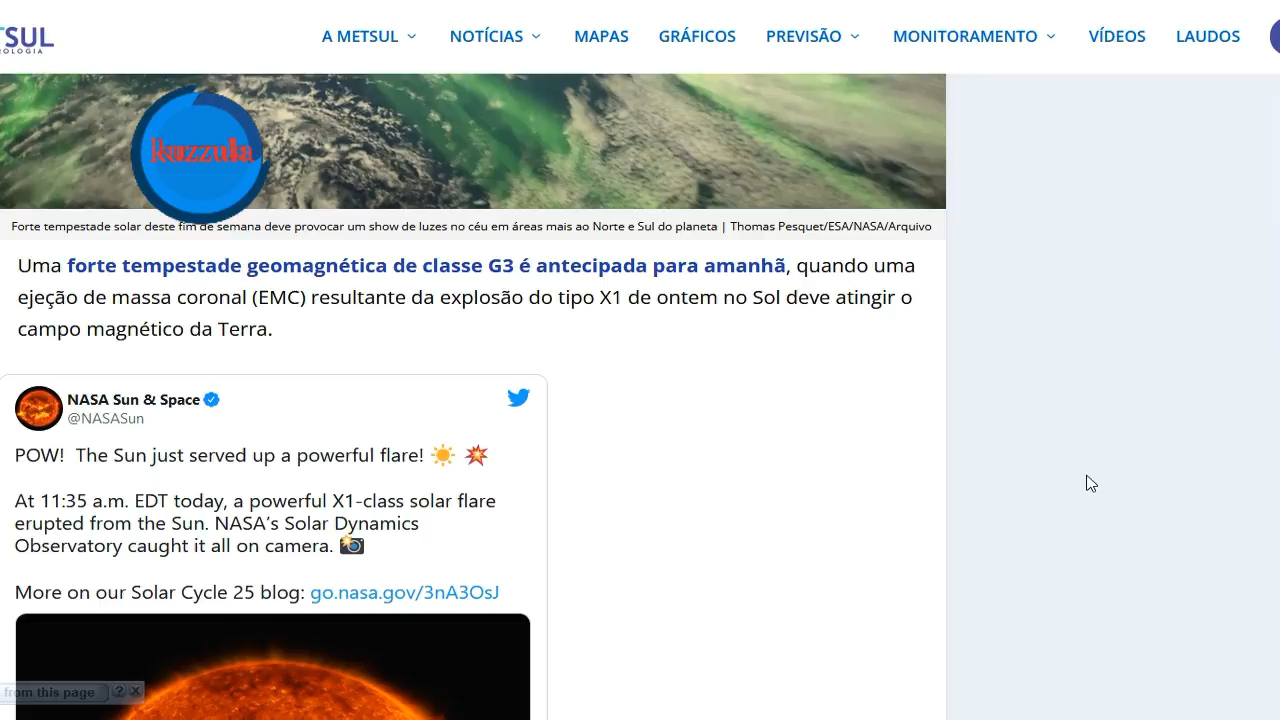 TSUL
OLOGIA
A METSUL NOTÍCIAS MAPAS GRÁFICOS PREVISÃO MONITORAMENTO VÍDEOS LAUDOS
Ruzzula
Forte tempestade solar deste fim de semana deve provocar um show de luzes no céu em áreas mais ao Norte e Sul do planeta | Thomas Pesquet/ESA/NASA/Arquivo
Uma forte tempestade geomagnética de classe G3 é antecipada para amanhã, quando uma
ejeção de massa coronal (EMC) resultante da explosão do tipo X1 de ontem no Sol deve atingir o
campo magnético da Terra.
NASA Sun & Space
@NASASun
POW! The Sun just served up a powerful flare! ☀️ 💥
At 11:35 a.m. EDT today, a powerful X1-class solar flare
erupted from the Sun. NASA’s Solar Dynamics
Observatory caught it all on camera. 📸
More on our Solar Cycle 25 blog: go.nasa.gov/3nA3OsJ
from this page ? X